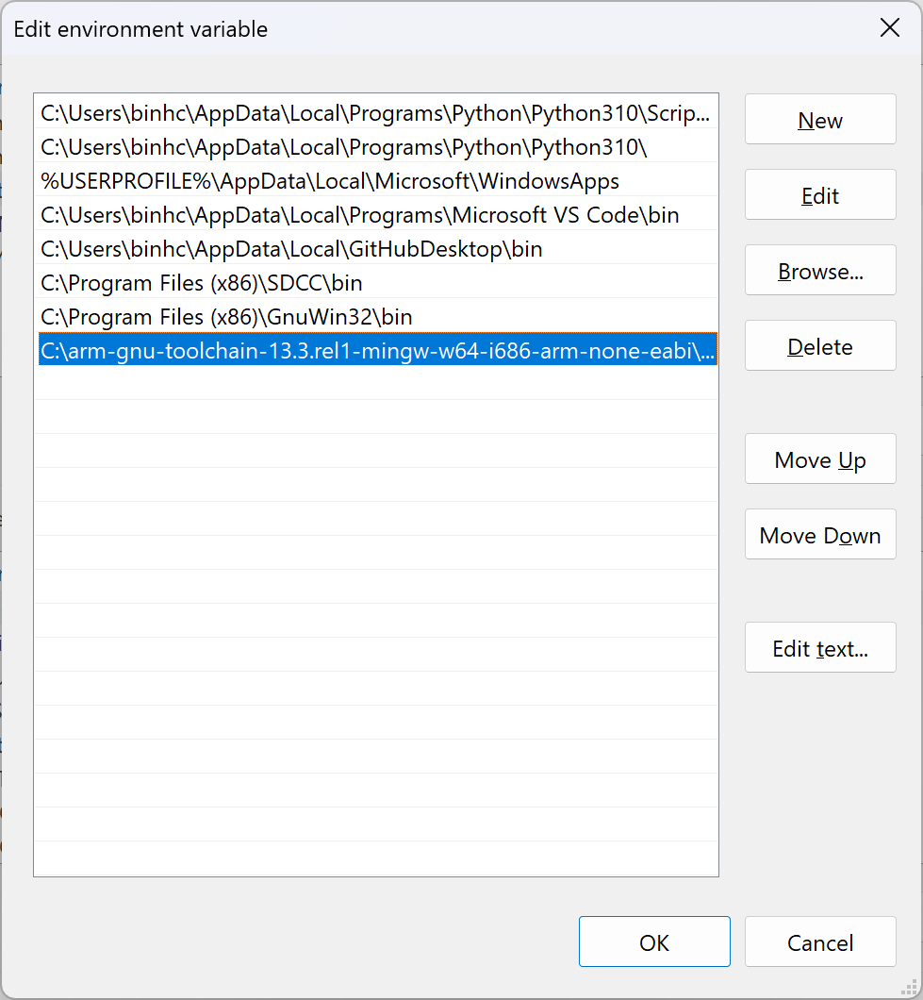 Edit environment variable
C:\Users\binhc\AppData\Local\Programs\Python\Python310\Scrip...
C:\Users\binhc\AppData\Local\Programs\Python\Python310\
%USERPROFILE%\AppData\Local\Microsoft\WindowsApps
C:\Users\binhc\AppData\Local\Programs\Microsoft VS Code\bin
C:\Users\binhc\AppData\Local\GitHubDesktop\bin
C:\Program Files (x86)\SDCC\bin
C:\Program Files (x86)\GnuWin32\bin
C:\arm-gnu-toolchain-13.3.rel1-mingw-w64-i686-arm-none-eabi\...
New
Edit
Browse...
Delete
Move Up
Move Down
Edit text...
OK
Cancel